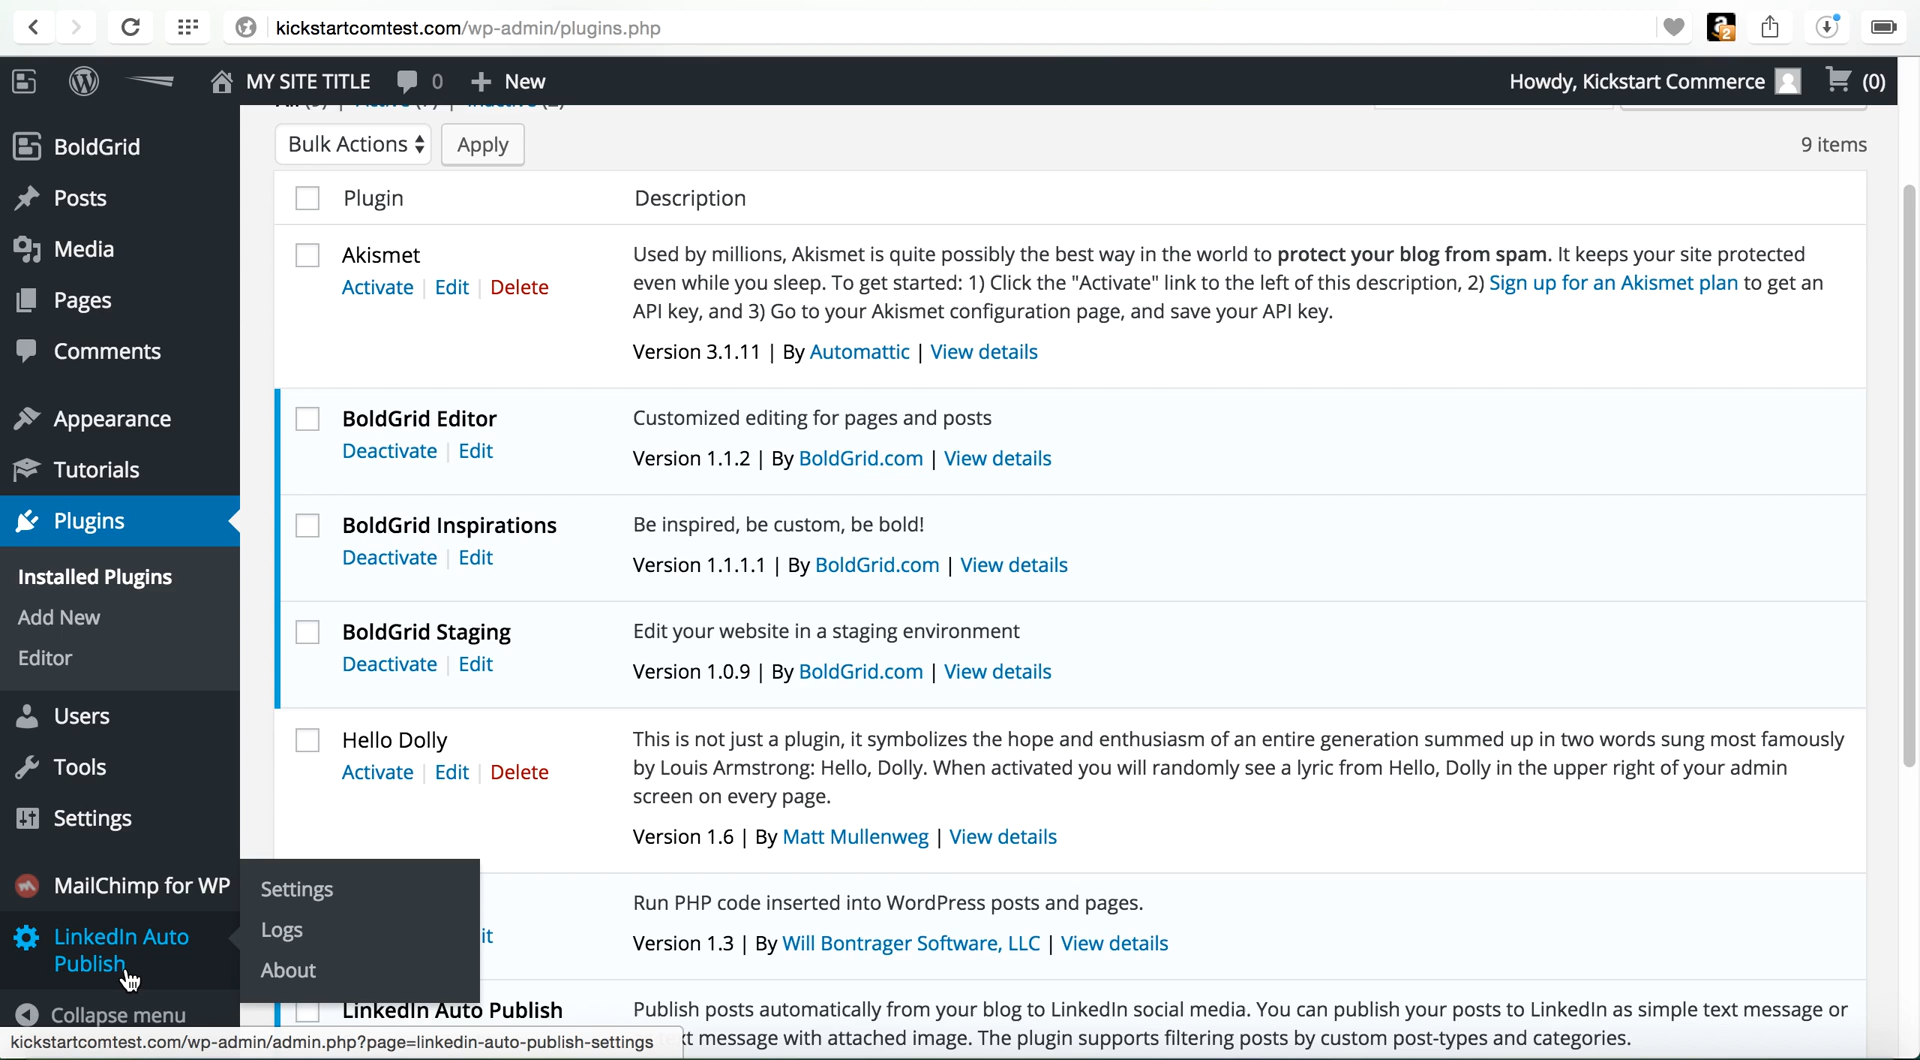 kickstartcomtest.com/wp-admin/plugins.php
2
MY SITE TITLE 0 New Howdy, Kickstart Commerce (0)
BoldGrid
Posts
Media
Pages
Comments
Appearance
Tutorials
Plugins
Installed Plugins
Add New
Editor
Users
Tools
Settings
MailChimp for WP
LinkedIn Auto
Publish
Collapse menu
Settings
Logs
About
Bulk Actions Apply 9 items
Plugin Description
Akismet
Activate | Edit | Delete
Used by millions, Akismet is quite possibly the best way in the world to protect your blog from spam. It keeps your site protected
even while you sleep. To get started: 1) Click the "Activate" link to the left of this description, 2) Sign up for an Akismet plan to get an
API key, and 3) Go to your Akismet configuration page, and save your API key.
Version 3.1.11 | By Automattic | View details
BoldGrid Editor
Deactivate | Edit
Customized editing for pages and posts
Version 1.1.2 | By BoldGrid.com | View details
BoldGrid Inspirations
Deactivate | Edit
Be inspired, be custom, be bold!
Version 1.1.1.1 | By BoldGrid.com | View details
BoldGrid Staging
Deactivate | Edit
Edit your website in a staging environment
Version 1.0.9 | By BoldGrid.com | View details
Hello Dolly
Activate | Edit | Delete
This is not just a plugin, it symbolizes the hope and enthusiasm of an entire generation summed up in two words sung most famously
by Louis Armstrong: Hello, Dolly. When activated you will randomly see a lyric from Hello, Dolly in the upper right of your admin
screen on every page.
Version 1.6 | By Matt Mullenweg | View details
it
Run PHP code inserted into WordPress posts and pages.
Version 1.3 | By Will Bontrager Software, LLC | View details
LinkedIn Auto Publish
Publish posts automatically from your blog to LinkedIn social media. You can publish your posts to LinkedIn as simple text message or
xt message with attached image. The plugin supports filtering posts by custom post-types and categories.
kickstartcomtest.com/wp-admin/admin.php?page=linkedin-auto-publish-settings